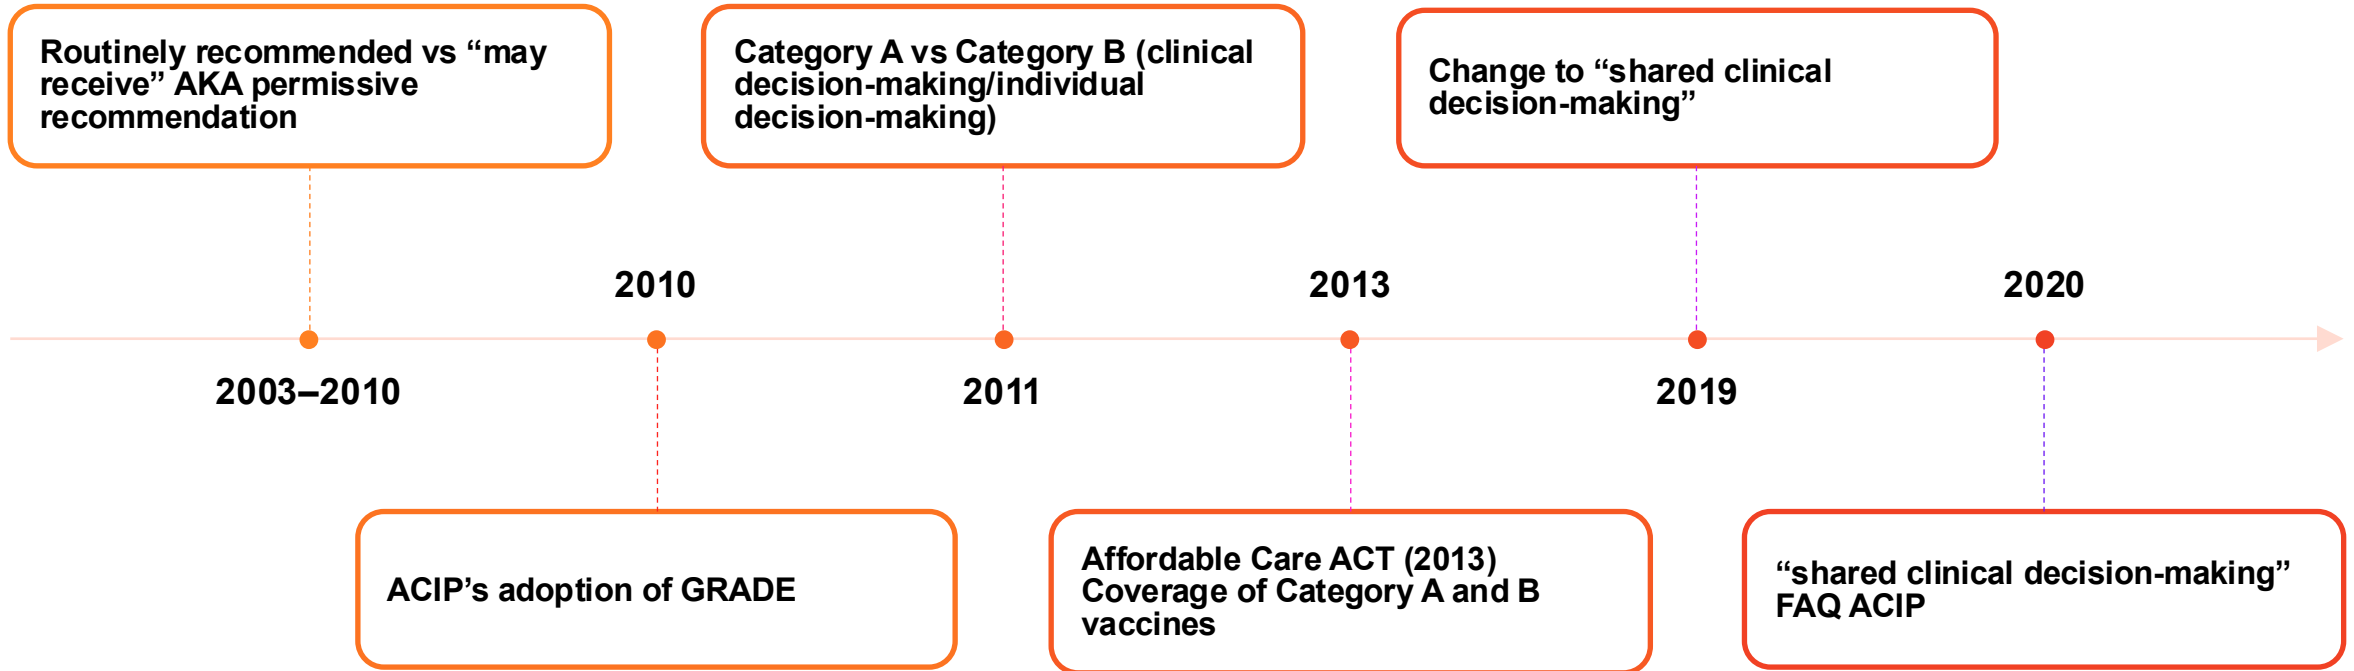 Routinely recommended vs “may
receive” AKA permissive
recommendation
Category A vs Category B (clinical
decision-making/individual
decision-making)
Change to “shared clinical
decision-making”
2010
2013
2020
2003–2010
2011
2019
ACIP’s adoption of GRADE
Affordable Care ACT (2013)
Coverage of Category A and B
vaccines
“shared clinical decision-making”
FAQ ACIP